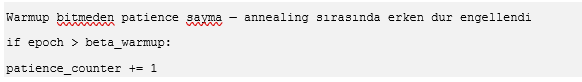 Warmup bitmeden patience sayma — annealing sırasında erken dur engellendi
if epoch > beta_warmup:
patience_counter += 1